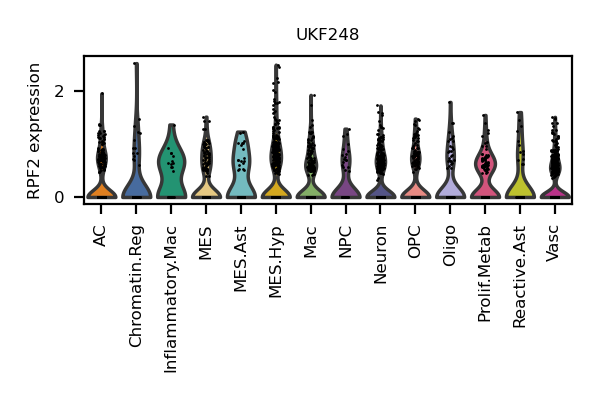 UKF248
RPF2 expression
2
0
AC
Chromatin.Reg
Inflammatory.Mac
MES
MES.Ast
MES.Hyp
Mac
NPC
Neuron
OPC
Oligo
Prolif.Metab
Reactive.Ast
Vasc